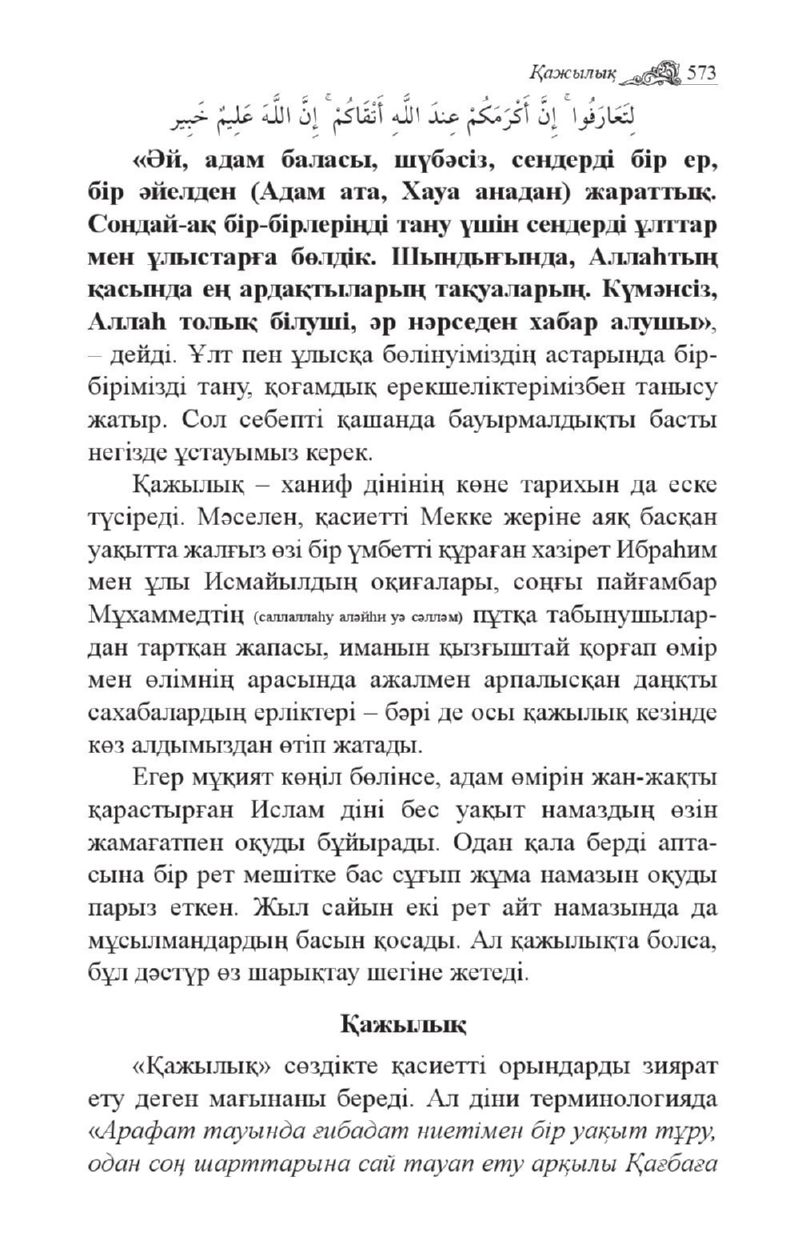 Қажылық 573
لِتَعَارَفُوا ۚ إِنَّ أَكْرَمَكُمْ عِندَ اللَّهِ أَتْقَاكُمْ ۚ إِنَّ اللَّهَ عَلِيمٌ خَبِير
«Әй, адам баласы, шүбәсіз, сендерді бір ер,
бір әйелден (Адам ата, Хауа анадан) жараттық.
Сондай-ақ бір-бірлеріңді тану үшін сендерді ұлттар
мен ұлыстарға бөлдік. Шындығында, Аллаһтың
қасында ең ардақтыларың тақуаларың. Күмәнсіз,
Аллаһ толық білуші, әр нәрседен хабар алушы»,
– дейді. Ұлт пен ұлысқа бөлінуіміздің астарында бір-
бірімізді тану, қоғамдық ерекшеліктерімізбен танысу
жатыр. Сол себепті қашанда бауырмалдықты басты
негізде ұстауымыз керек.
Қажылық – ханиф дінінің көне тарихын да еске
түсіреді. Мәселен, қасиетті Мекке жеріне аяқ басқан
уақытта жалғыз өзі бір үмбетті құраған хазірет Ибраһим
мен ұлы Исмайылдың оқиғалары, соңғы пайғамбар
Мұхаммедтің (саллаллаһу аләйһи уә сәлләм) пұтқа табынушылар-
дан тартқан жапасы, иманын қызғыштай қорғап өмір
мен өлімнің арасында ажалмен арпалысқан даңқты
сахабалардың ерліктері – бәрі де осы қажылық кезінде
көз алдымыздан өтіп жатады.
Егер мұқият көңіл бөлінсе, адам өмірін жан-жақты
қарастырған Ислам діні бес уақыт намаздың өзін
жамағатпен оқуды бұйырады. Одан қала берді апта-
сына бір рет мешітке бас сұғып жұма намазын оқуды
парыз еткен. Жыл сайын екі рет айт намазында да
мұсылмандардың басын қосады. Ал қажылықта болса,
бұл дәстүр өз шарықтау шегіне жетеді.
Қажылық
«Қажылық» сөздікте қасиетті орындарды зиярат
ету деген мағынаны береді. Ал діни терминологияда
«Арафат тауында ғибадат ниетімен бір уақыт тұру,
одан соң шарттарына сай тауап ету арқылы Қағбаға